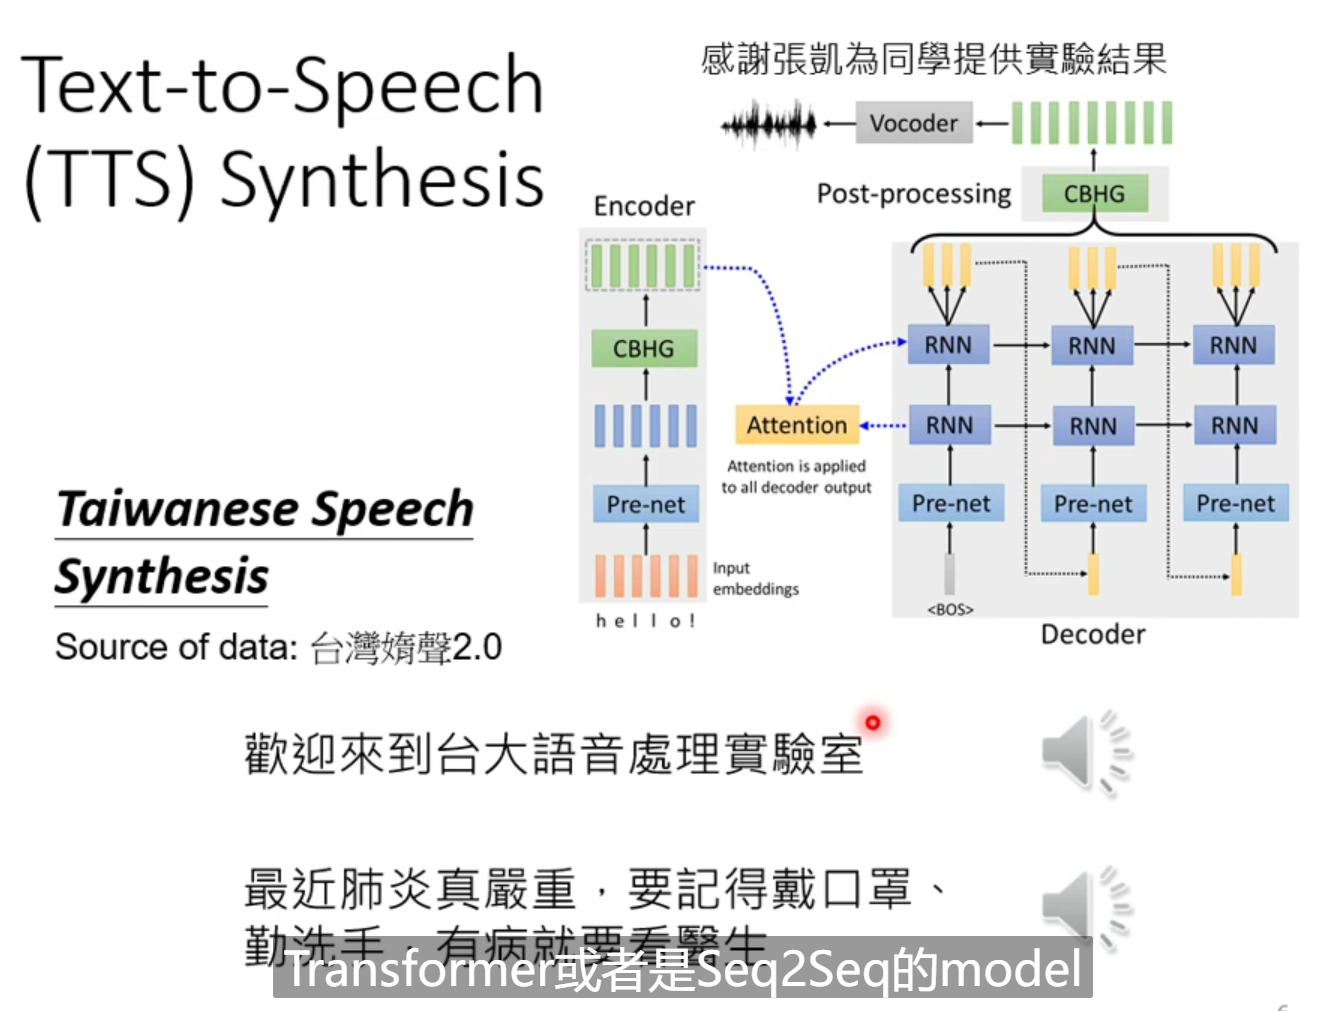 Text-to-Speech
(TTS) Synthesis
感謝張凱為同學提供實驗結果
Vocoder
Post-processing
CBHG
Encoder
CBHG
Pre-net
Input
embeddings
h e l l o !
Attention
Attention is applied
to all decoder output
RNN RNN RNN
RNN RNN RNN
Pre-net Pre-net Pre-net
<BOS>
Decoder
Taiwanese Speech
Synthesis
Source of data: 台灣媠聲2.0
歡迎來到台大語音處理實驗室
最近肺炎真嚴重，要記得戴口罩、
勤洗手，有病就要看醫生
Transformer或者是Seq2Seq的model